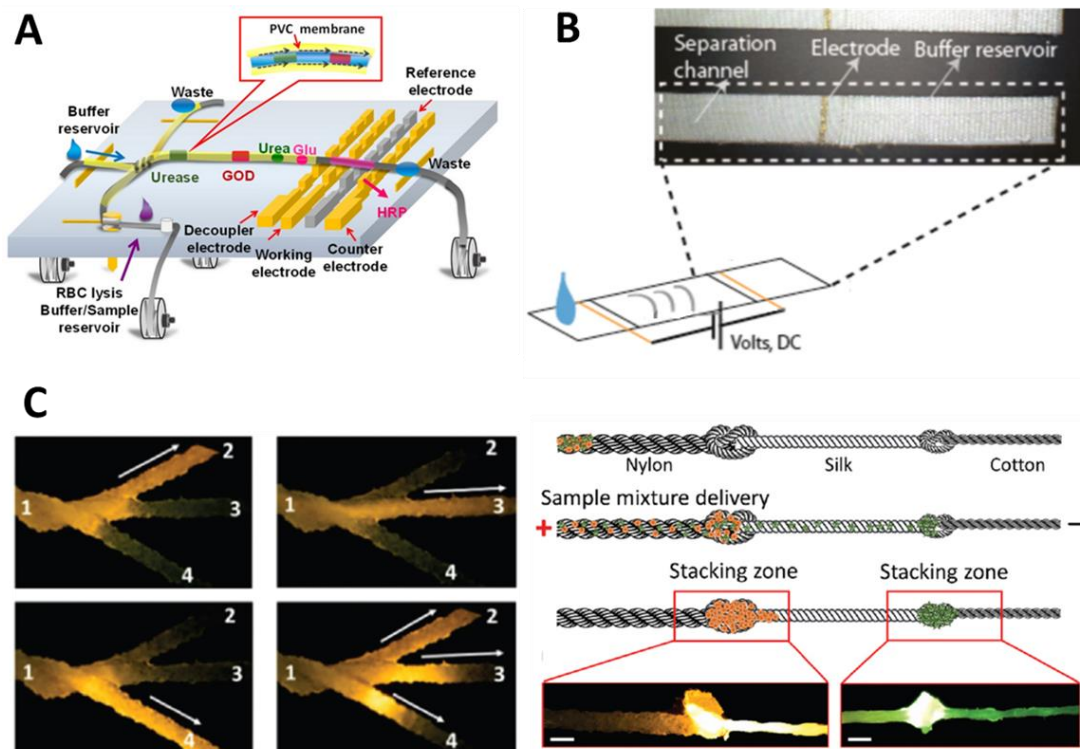 A
PVC membrane
Reference
electrode
Waste
Buffer
reservoir
Urea Glu
Waste
Urease
GOD
HRP
Decoupler
electrode
Working
electrode
Counter
electrode
RBC lysis
Buffer/Sample
reservoir
B
Separation
channel
Electrode
Buffer reservoir
Volts, DC
C
1
2
3
4
1
2
3
4
1
2
3
4
1
2
3
4
Nylon
Silk
Cotton
Sample mixture delivery
+
−
Stacking zone
Stacking zone